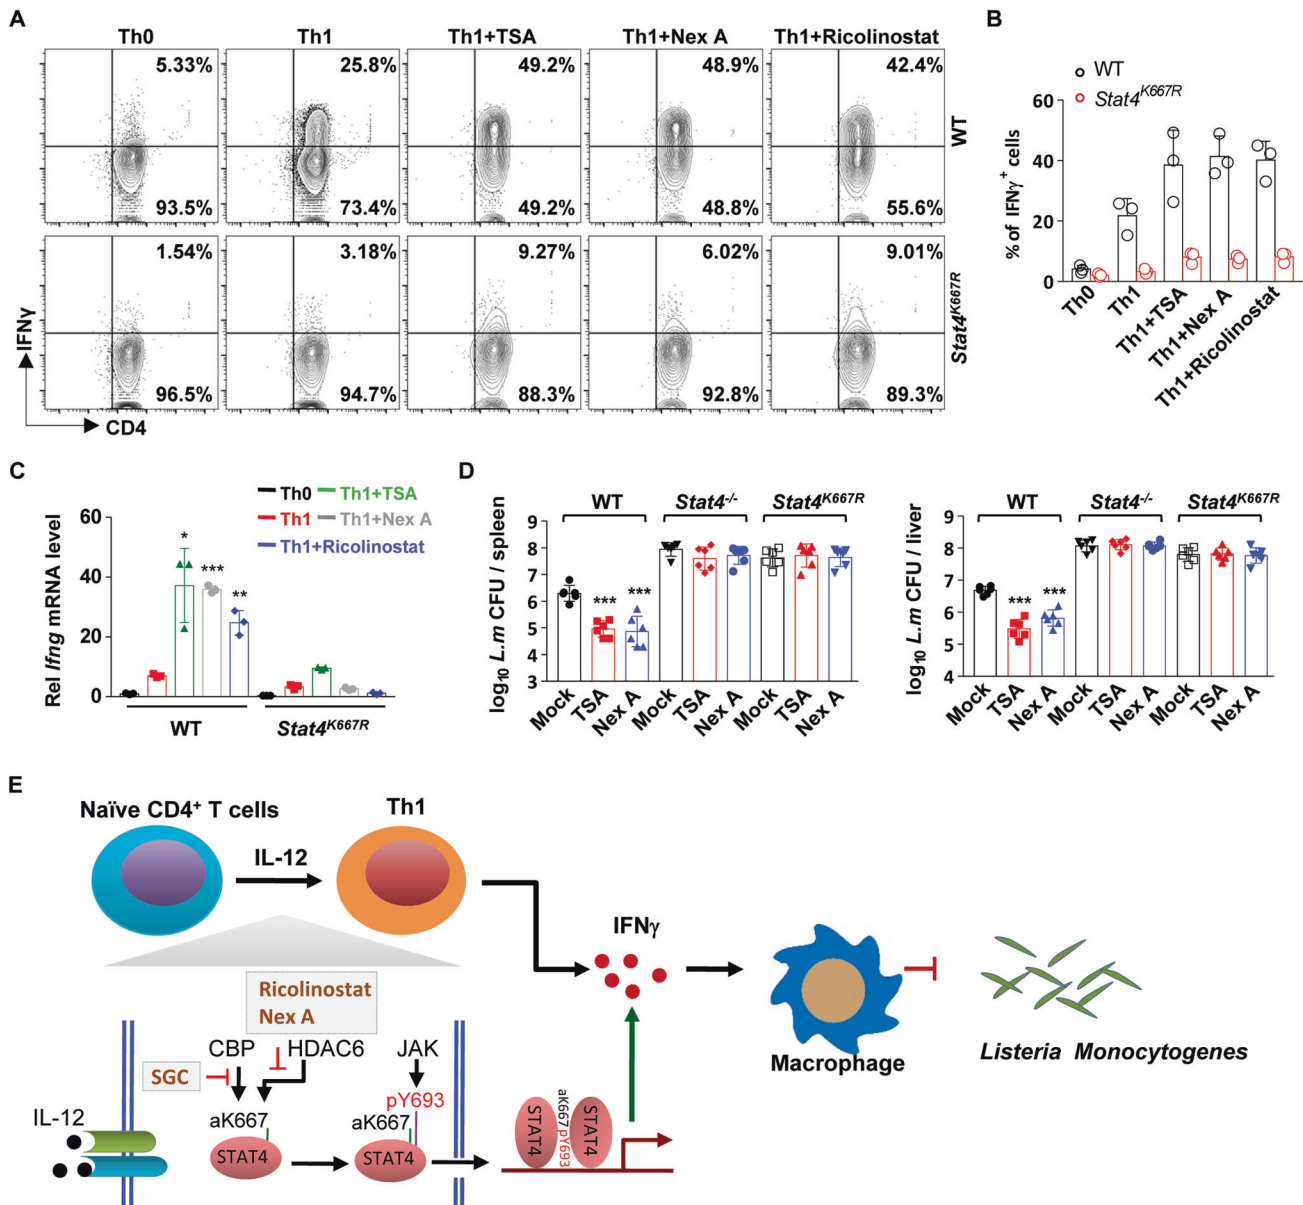 A
Th0 Th1 Th1+TSA Th1+Nex A Th1+Ricolinostat
5.33% 25.8% 49.2% 48.9% 42.4%
WT
93.5% 73.4% 49.2% 48.8% 55.6%
1.54% 3.18% 9.27% 6.02% 9.01%
Stat4K667R
96.5% 94.7% 88.3% 92.8% 89.3%
IFNγ
CD4
B
WT
Stat4K667R
% of IFNγ+ cells
60
40
20
0
Th0 Th1 Th1+TSA Th1+Nex A Th1+Ricolinostat
C
Th0 Th1+TSA
Th1 Th1+Nex A
Th1+Ricolinostat
Rel Ifng mRNA level
60
40
20
0
* *** **
WT Stat4K667R
D
WT Stat4-/- Stat4K667R
log10 L.m CFU / spleen
9
8
7
6
5
4
3
*** ***
Mock TSA Nex A Mock TSA Nex A Mock TSA Nex A
WT Stat4-/- Stat4K667R
log10 L.m CFU / liver
9
8
7
6
5
4
*** ***
Mock TSA Nex A Mock TSA Nex A Mock TSA Nex A
E
Naïve CD4+ T cells Th1
IL-12
IFNγ
Ricolinostat
Nex A
CBP HDAC6 JAK
SGC
pY693
IL-12 aK667 aK667
STAT4 STAT4
STAT4 aK667 pY693 STAT4
Macrophage
Listeria Monocytogenes